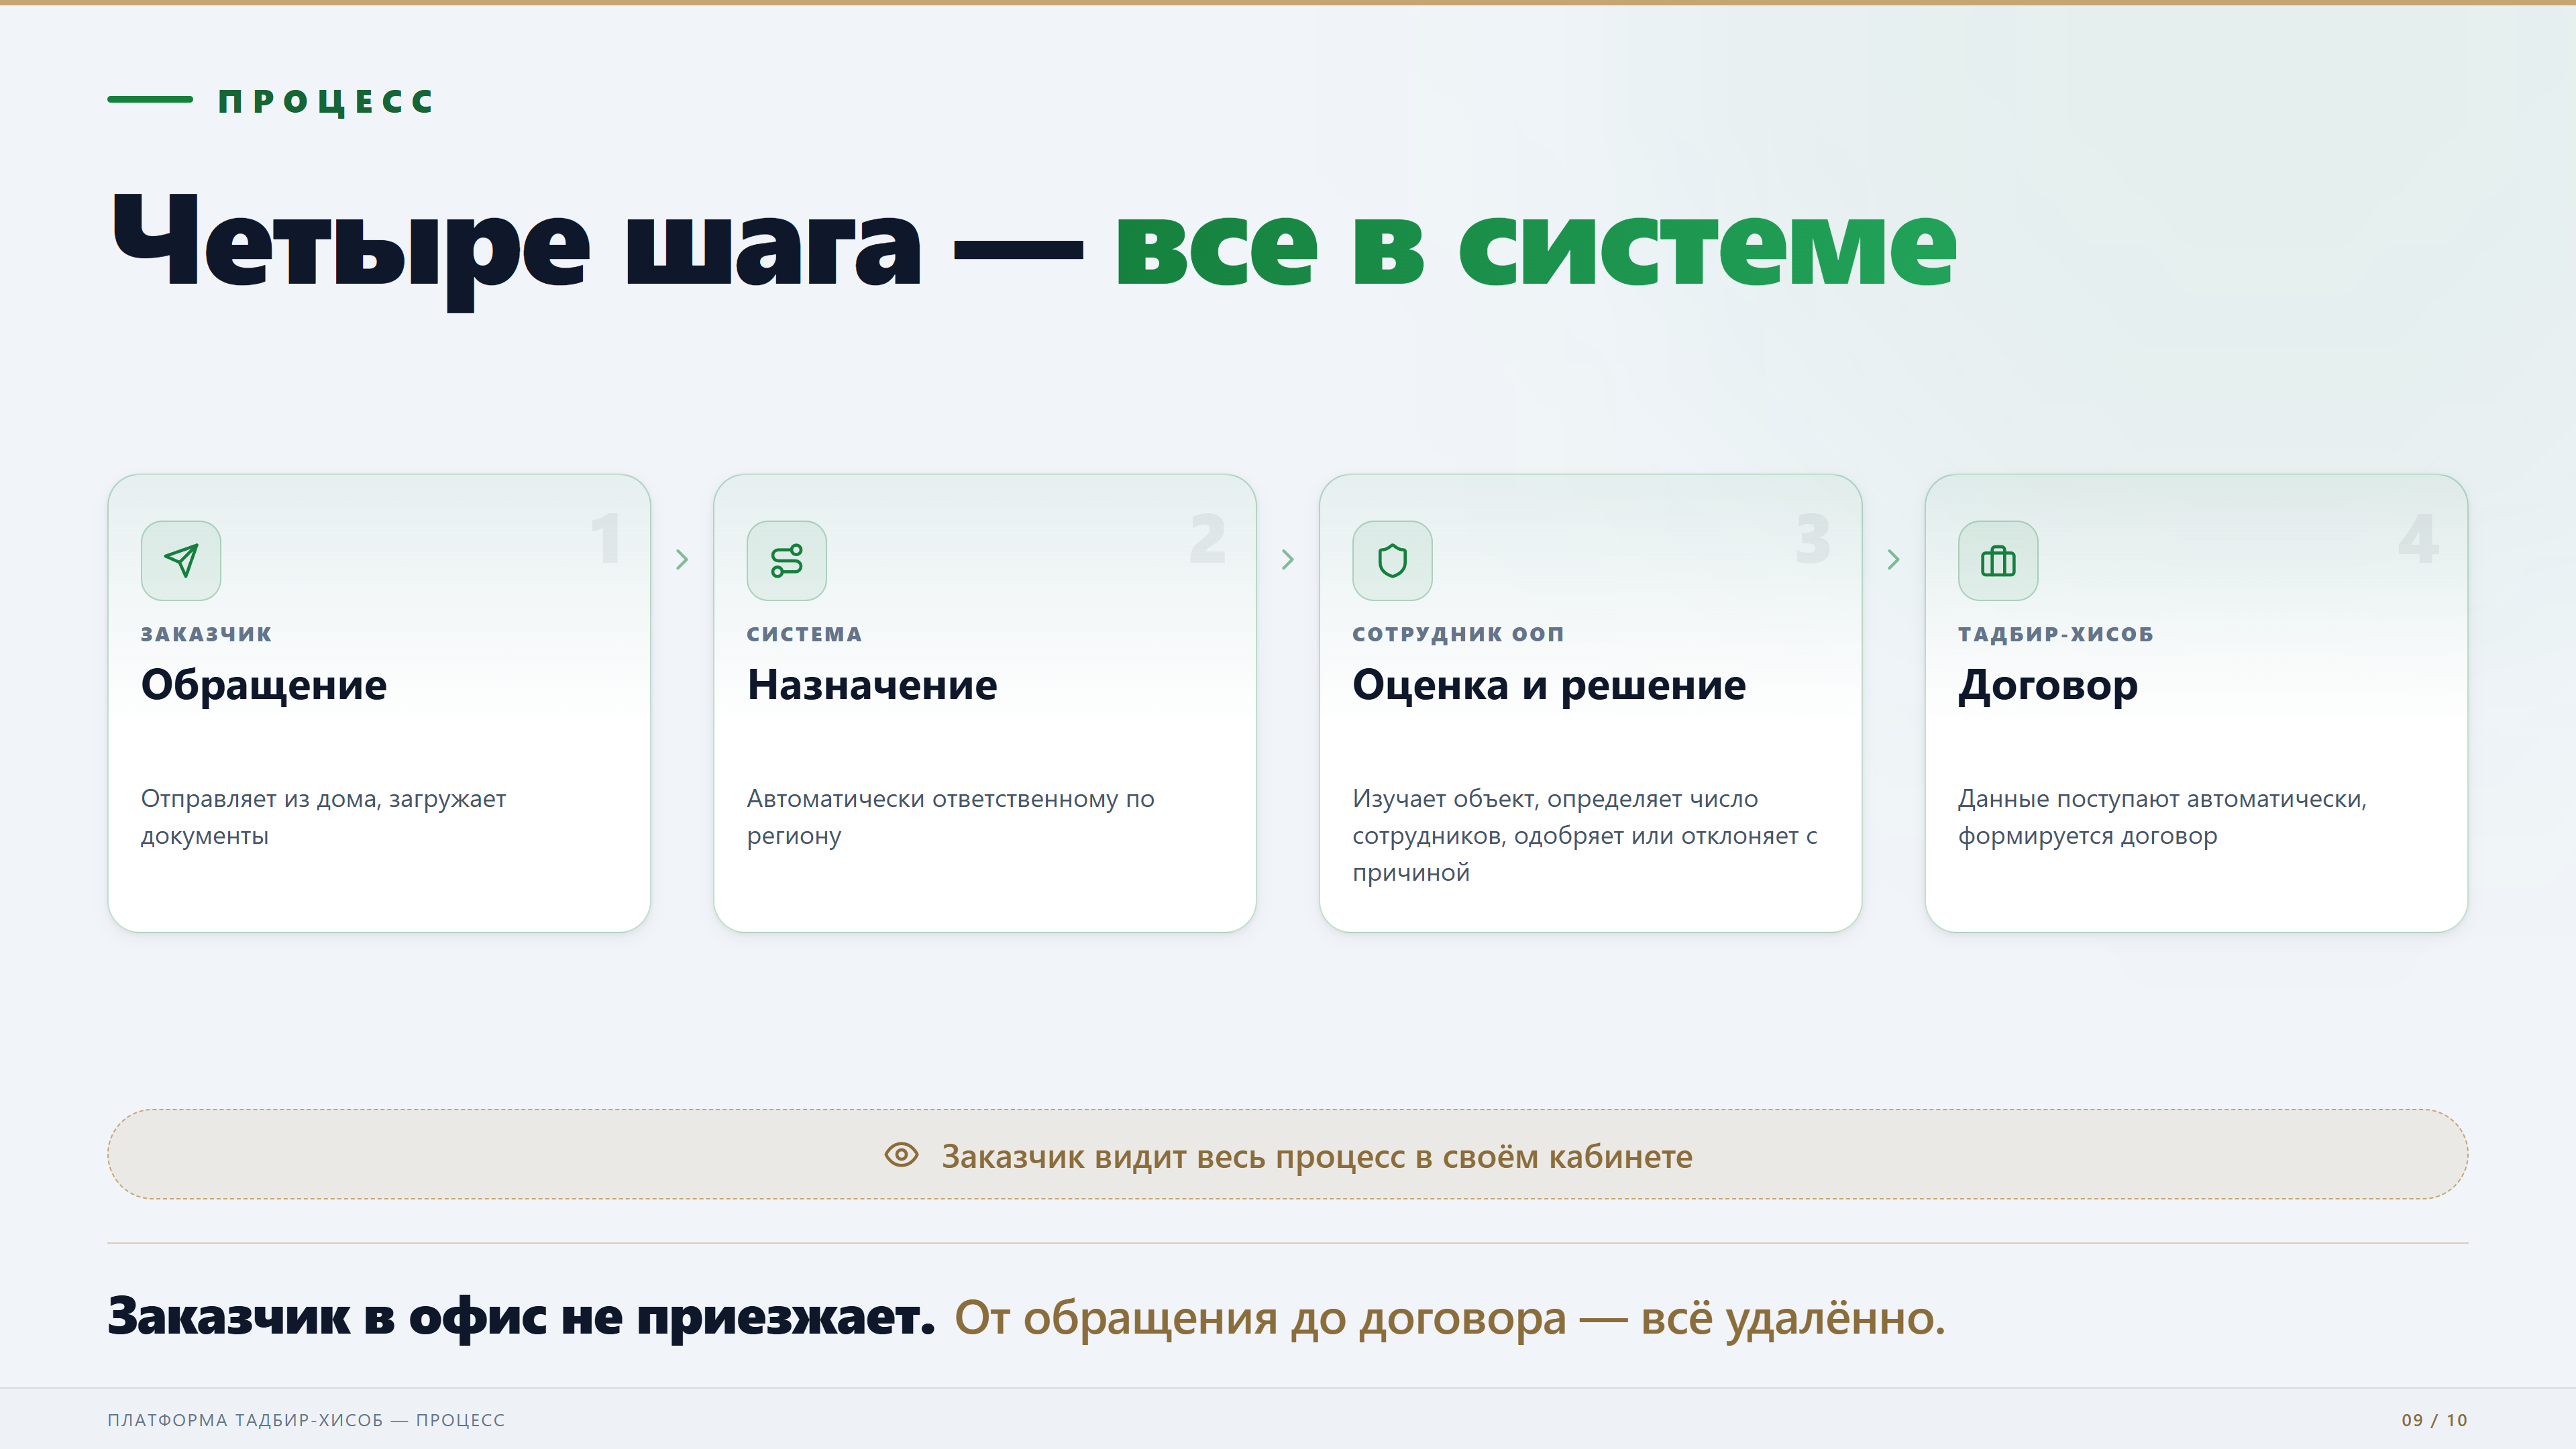 ПРОЦЕСС
Четыре шага — все в системе
1
ЗАКАЗЧИК
Обращение
Отправляет из дома, загружает
документы
2
СИСТЕМА
Назначение
Автоматически ответственному по
региону
3
СОТРУДНИК ООП
Оценка и решение
Изучает объект, определяет число
сотрудников, одобряет или отклоняет с
причиной
4
ТАДБИР-ХИСОБ
Договор
Данные поступают автоматически,
формируется договор
Заказчик видит весь процесс в своём кабинете
Заказчик в офис не приезжает. От обращения до договора — всё удалённо.
ПЛАТФОРМА ТАДБИР-ХИСОБ — ПРОЦЕСС
09 / 10